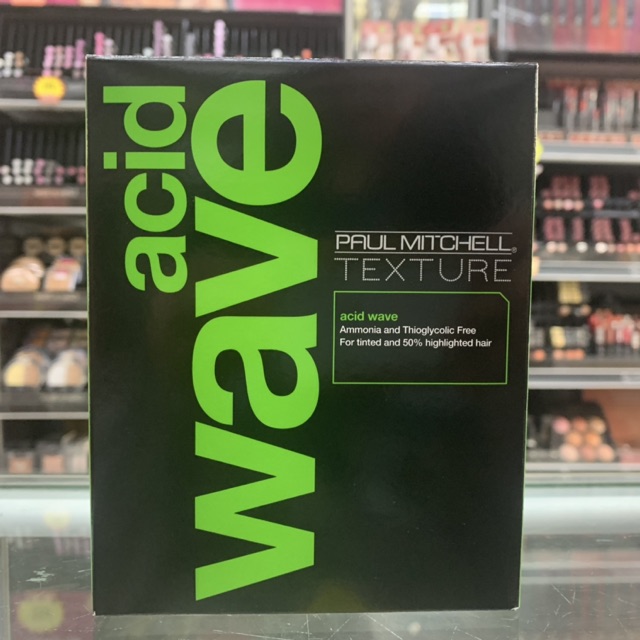 acid
wave
PAUL MITCHELL®
TEXTURE
acid wave
Ammonia and Thioglycolic Free
For tinted and 50% highlighted hair